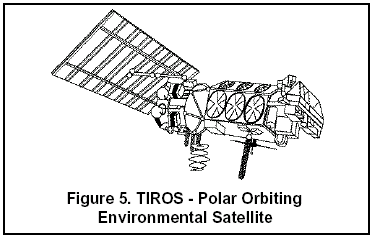 Figure 5. TIROS - Polar Orbiting
Environmental Satellite